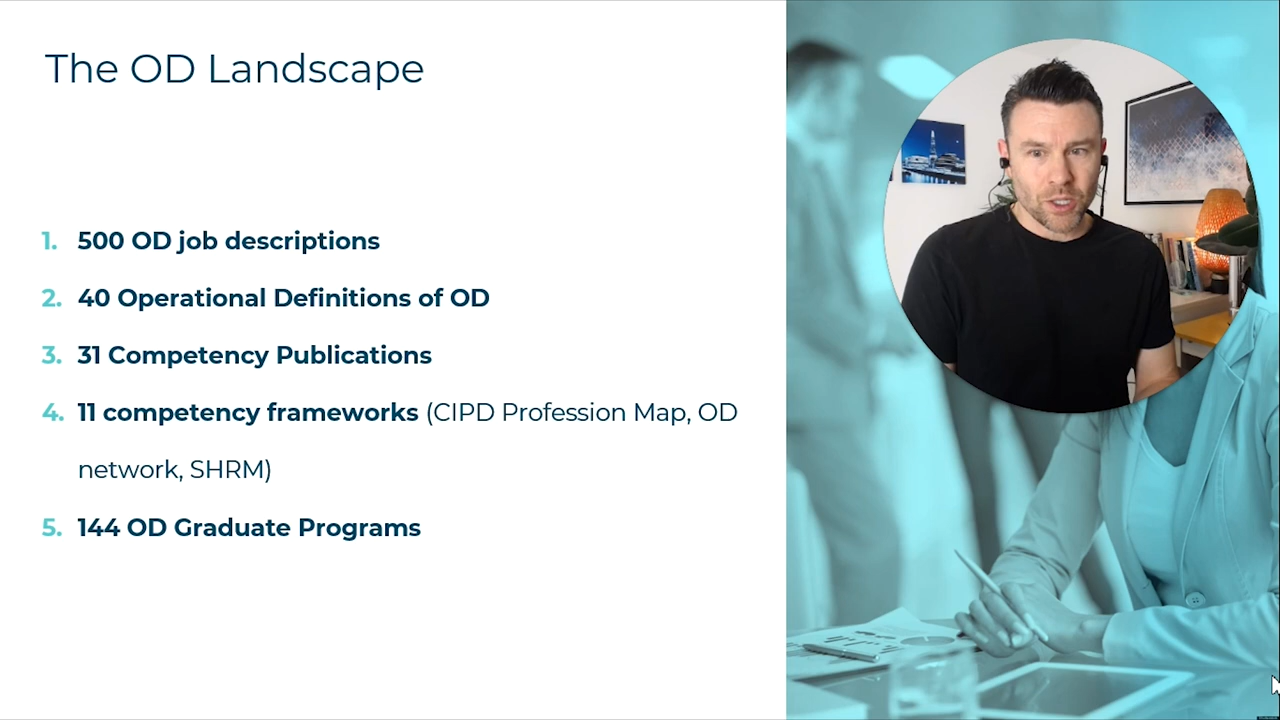 The OD Landscape
1. 500 OD job descriptions
2. 40 Operational Definitions of OD
3. 31 Competency Publications
4. 11 competency frameworks (CIPD Profession Map, OD
network, SHRM)
5. 144 OD Graduate Programs